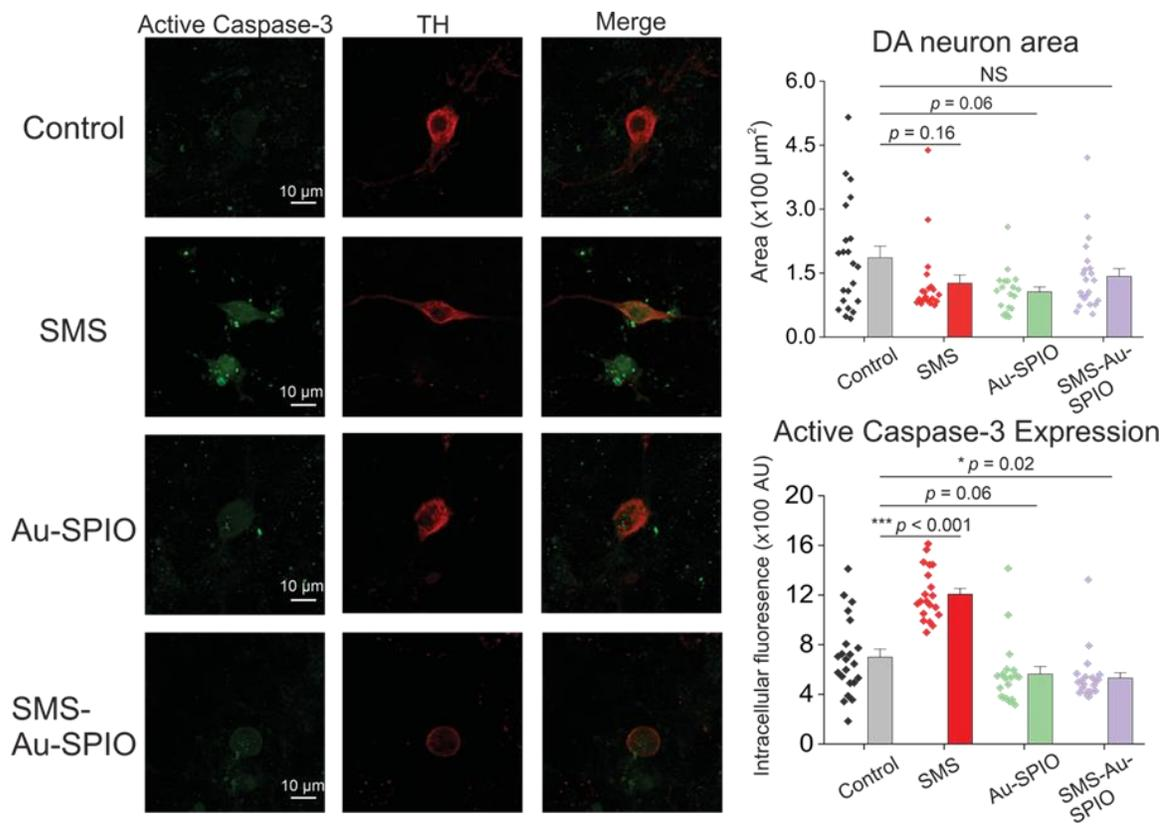 Active Caspase-3
TH
Merge
Control
10 µm
SMS
10 µm
Au-SPIO
10 µm
SMS-
Au-SPIO
10 µm
DA neuron area
NS
p = 0.06
p = 0.16
Area (x100 µm²)
6.0
4.5
3.0
1.5
0.0
Control
SMS
Au-SPIO
SMS-Au-
SPIO
Active Caspase-3 Expression
* p = 0.02
p = 0.06
*** p < 0.001
Intracellular fluoresence (x100 AU)
20
16
12
8
4
0
Control
SMS
Au-SPIO
SMS-Au-
SPIO